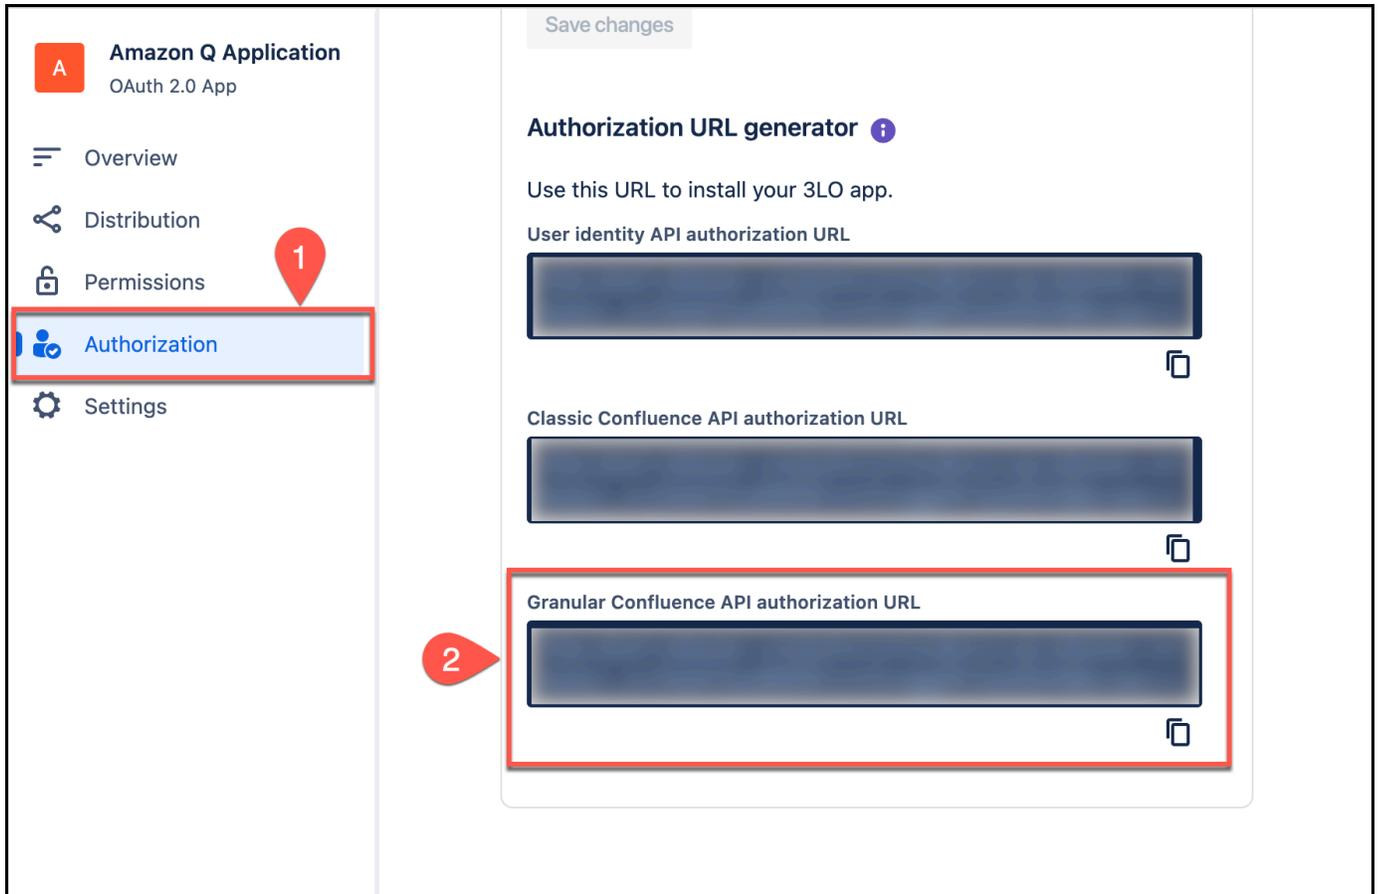 A
Amazon Q Application
OAuth 2.0 App
Overview
Distribution
Permissions
1
Authorization
Settings
Save changes
Authorization URL generator
Use this URL to install your 3LO app.
User identity API authorization URL
Classic Confluence API authorization URL
Granular Confluence API authorization URL
2